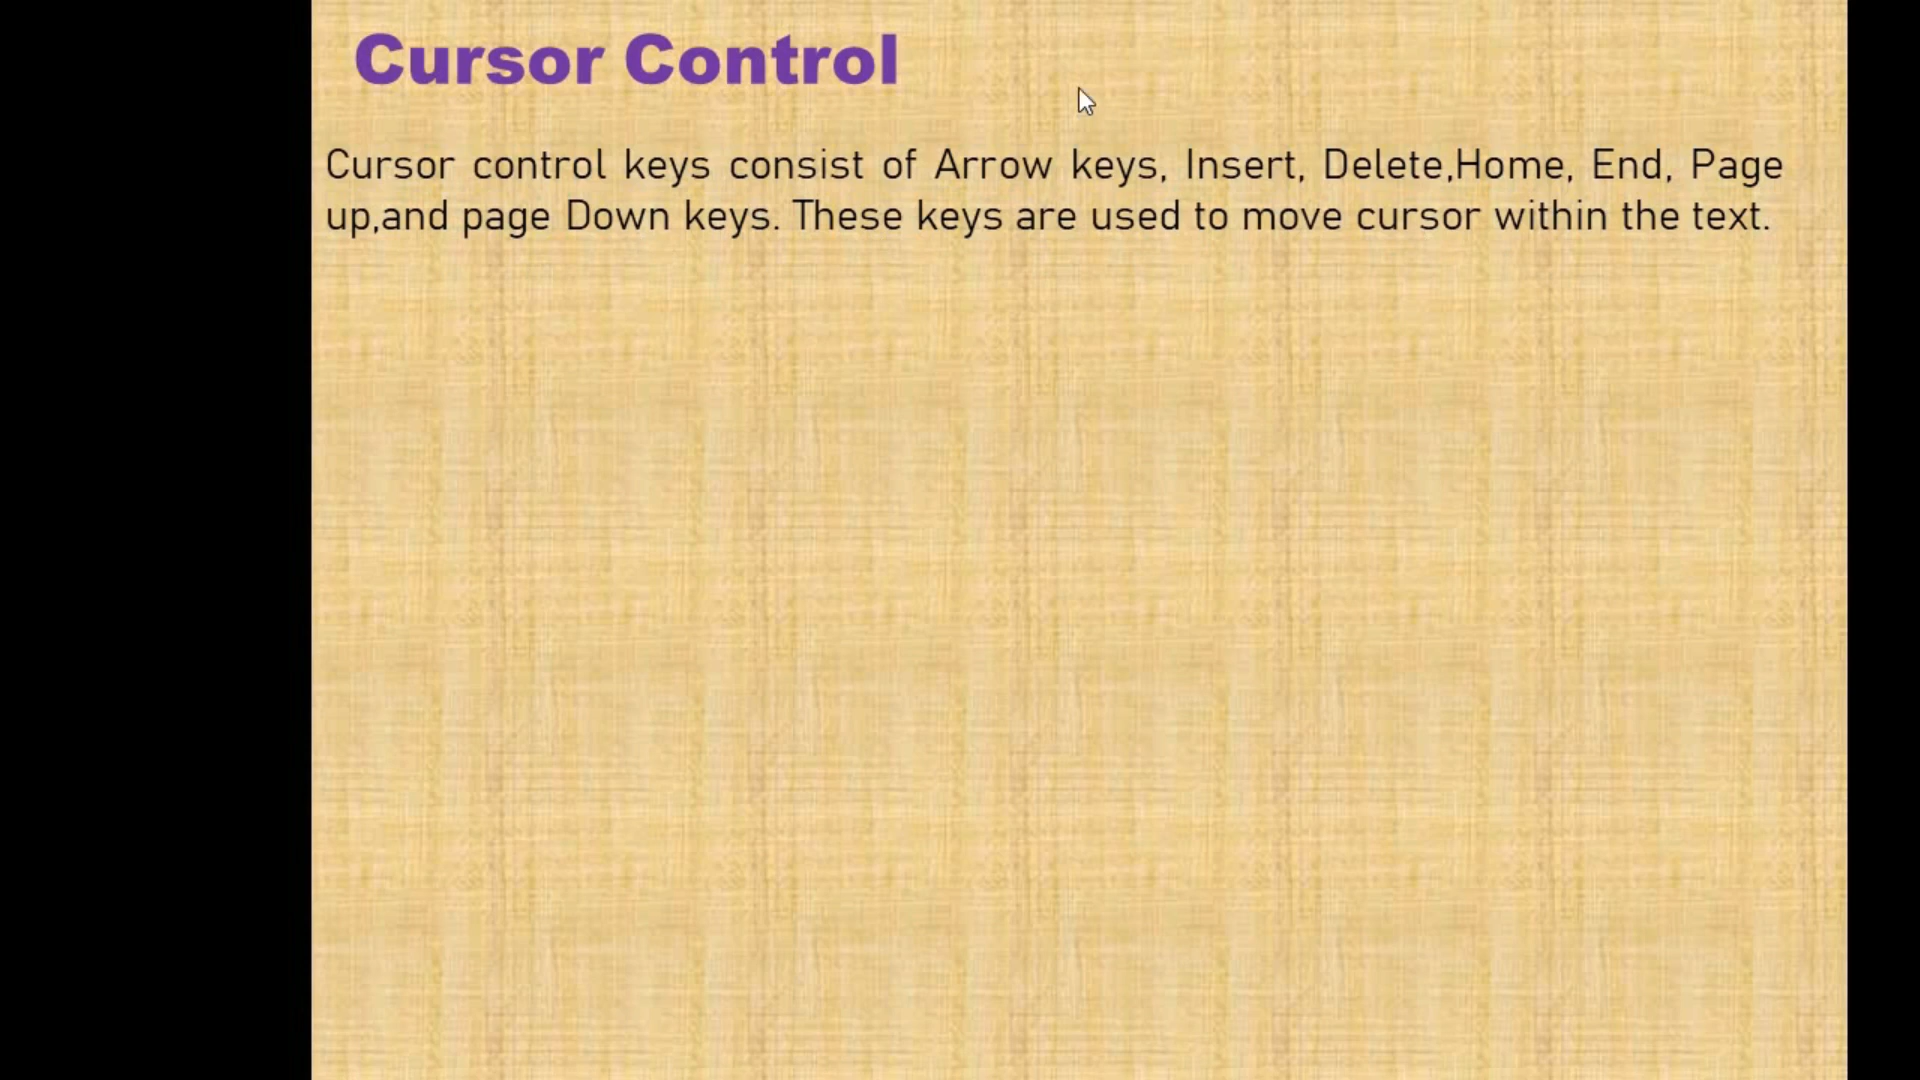 Cursor Control
Cursor control keys consist of Arrow keys, Insert, Delete,Home, End, Page
up,and page Down keys. These keys are used to move cursor within the text.